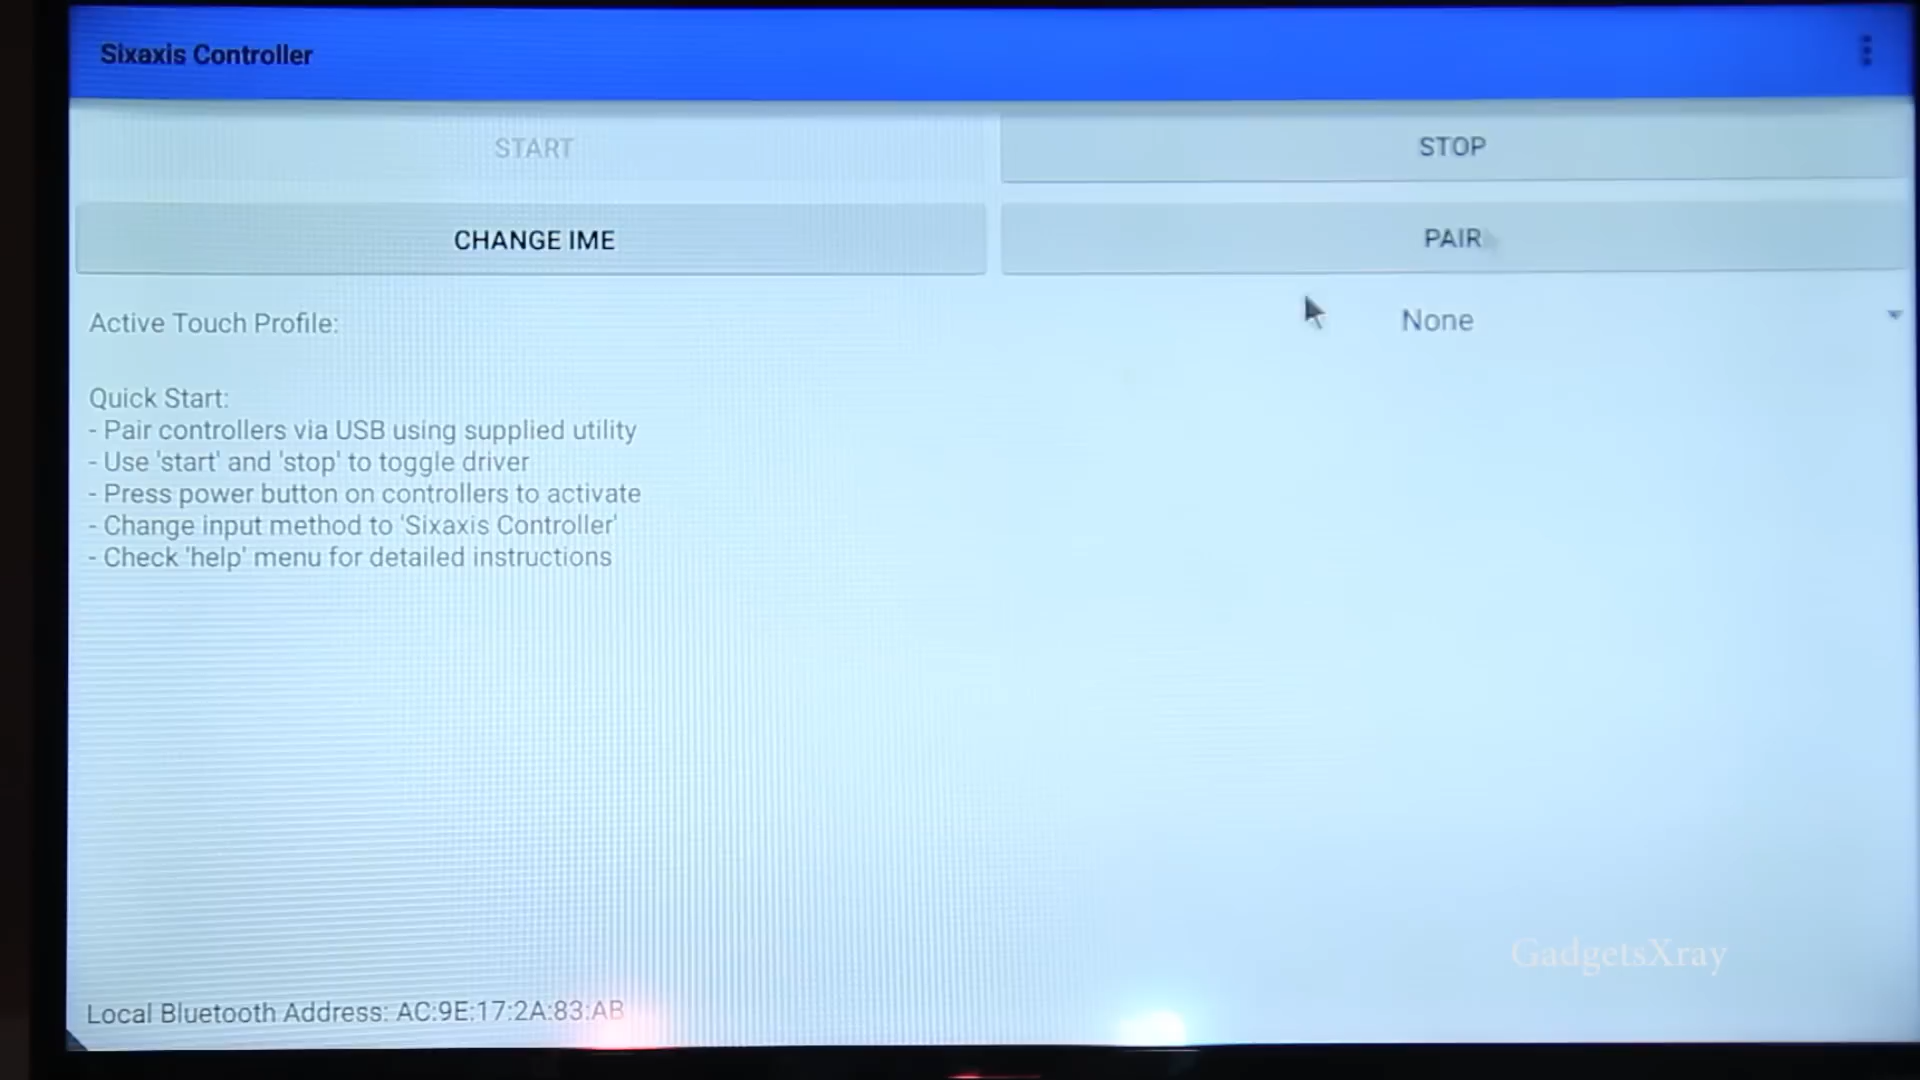 Sixaxis Controller
START
STOP
CHANGE IME
PAIR
Active Touch Profile:
None
Quick Start:
- Pair controllers via USB using supplied utility
- Use 'start' and 'stop' to toggle driver
- Press power button on controllers to activate
- Change input method to 'Sixaxis Controller'
- Check 'help' menu for detailed instructions
GadgetsXray
Local Bluetooth Address: AC:9E:17:2A:83:AB